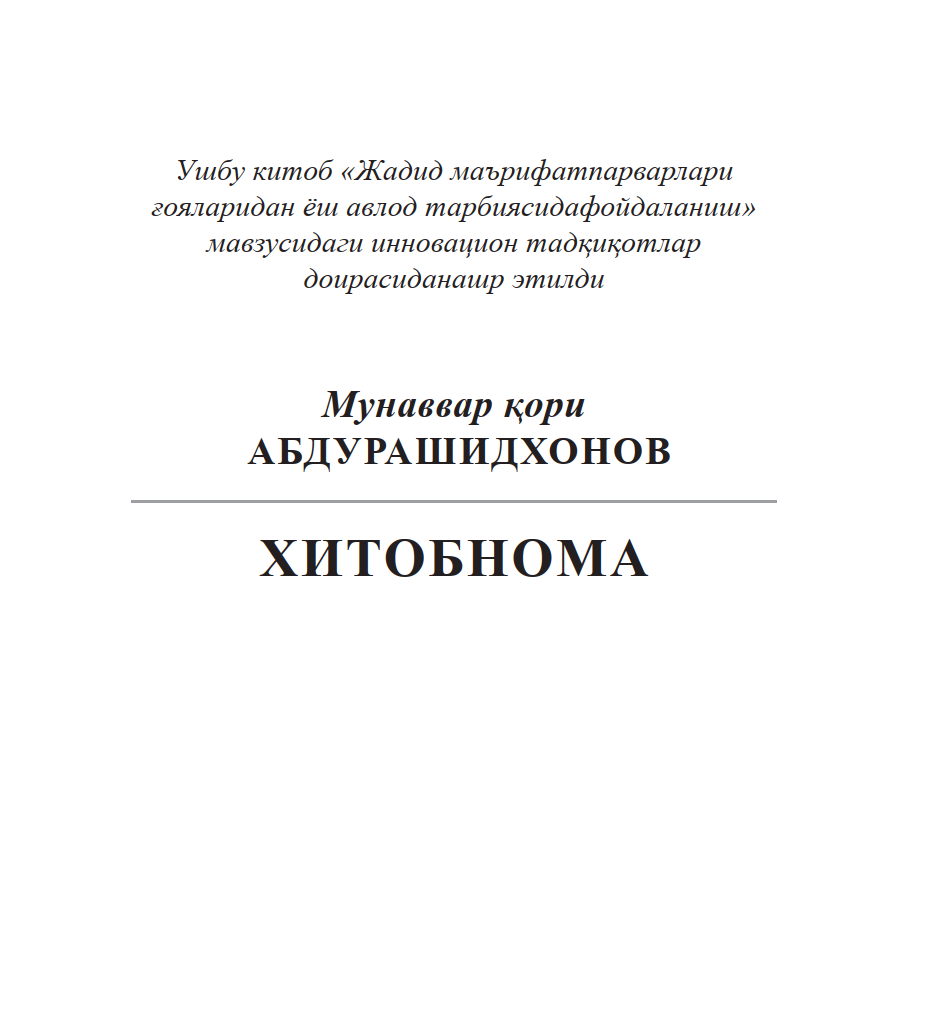 Ушбу китоб «Жадид маърифатпарварлари
ғояларидан ёш авлод тарбиясидафойдаланиш»
мавзусидаги инновацион тадқиқотлар
доирасиданашр этилди
Мунаввар қори
АБДУРАШИДХОНОВ
ХИТОБНОМА